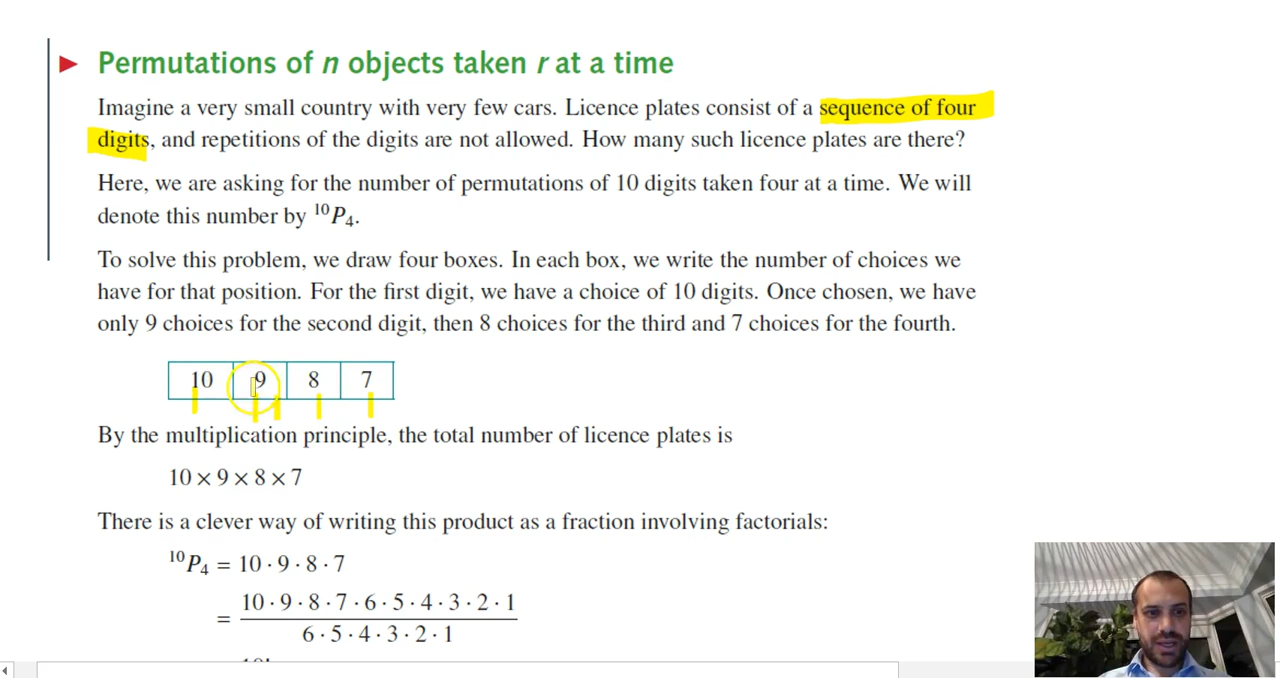 Permutations of n objects taken r at a time
Imagine a very small country with very few cars. Licence plates consist of a sequence of four
digits, and repetitions of the digits are not allowed. How many such licence plates are there?
Here, we are asking for the number of permutations of 10 digits taken four at a time. We will
denote this number by ¹⁰P₄.
To solve this problem, we draw four boxes. In each box, we write the number of choices we
have for that position. For the first digit, we have a choice of 10 digits. Once chosen, we have
only 9 choices for the second digit, then 8 choices for the third and 7 choices for the fourth.
10 9 8 7
By the multiplication principle, the total number of licence plates is
10 × 9 × 8 × 7
There is a clever way of writing this product as a fraction involving factorials:
¹⁰P₄ = 10 · 9 · 8 · 7
10 · 9 · 8 · 7 · 6 · 5 · 4 · 3 · 2 · 1
=
6 · 5 · 4 · 3 · 2 · 1